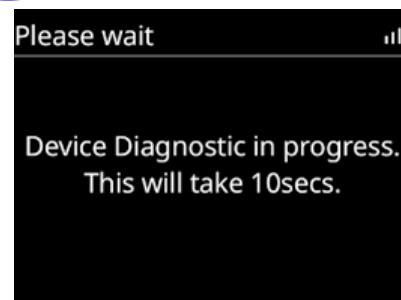 Please wait
Device Diagnostic in progress.
This will take 10secs.